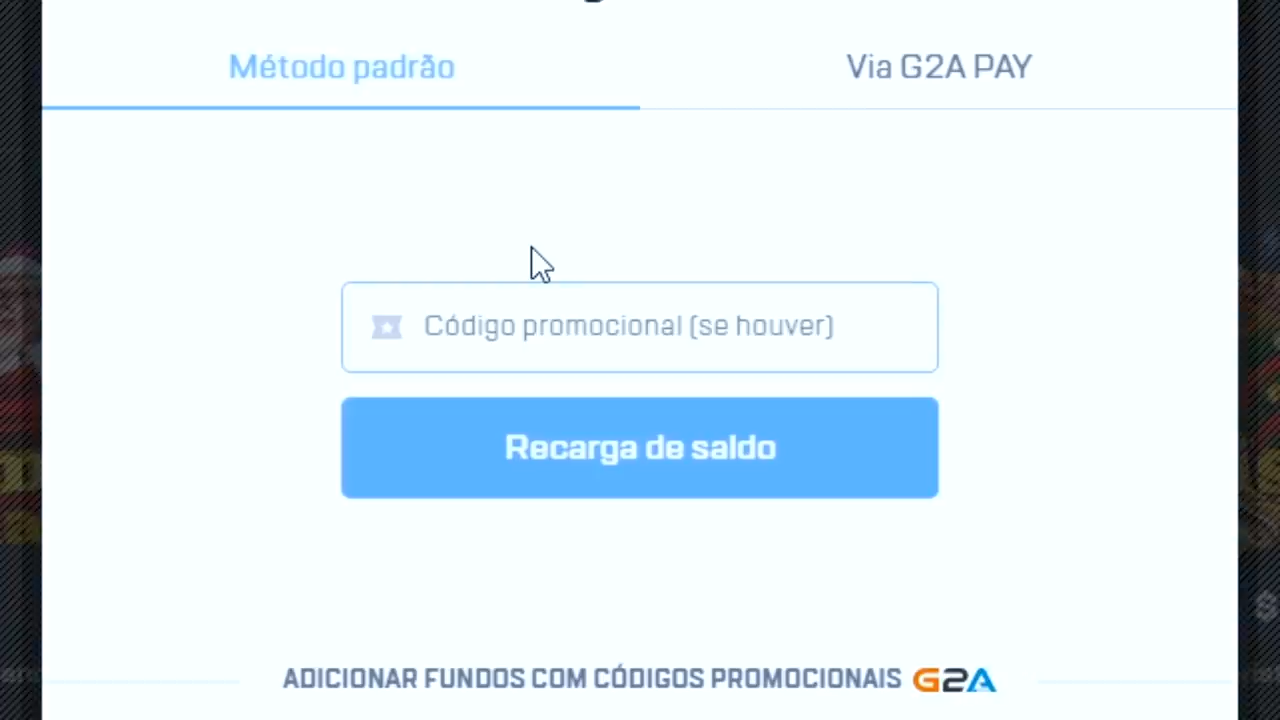 Método padrão
Via G2A PAY
Código promocional (se houver)
Recarga de saldo
ADICIONAR FUNDOS COM CÓDIGOS PROMOCIONAIS G2A
$